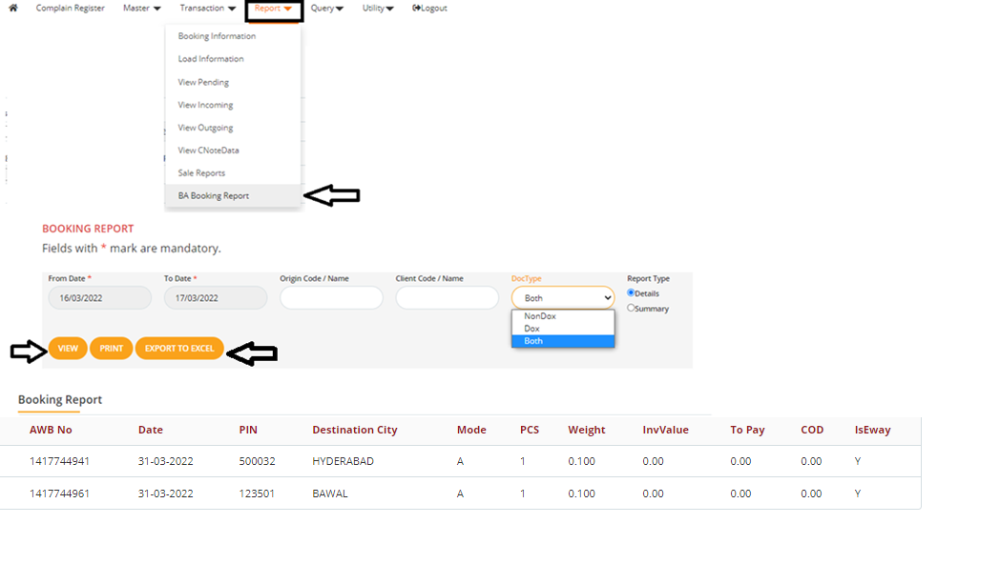 Complain Register Master Transaction Report Query Utility Logout
Booking Information
Load Information
View Pending
View Incoming
View Outgoing
View CNoteData
Sale Reports
BA Booking Report
BOOKING REPORT
Fields with * mark are mandatory.
From Date * To Date * Origin Code / Name Client Code / Name DocType Report Type
16/03/2022 17/03/2022 Both Details
Summary
NonDox
Dox
Both
VIEW PRINT EXPORT TO EXCEL
Booking Report
AWB No Date PIN Destination City Mode PCS Weight InvValue To Pay COD IsEway
1417744941 31-03-2022 500032 HYDERABAD A 1 0.100 0.00 0.00 0.00 Y
1417744961 31-03-2022 123501 BAWAL A 1 0.100 0.00 0.00 0.00 Y